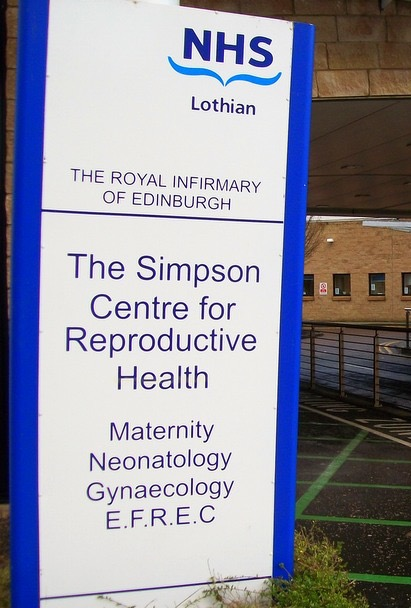 NHS
Lothian
THE ROYAL INFIRMARY
OF EDINBURGH
The Simpson
Centre for
Reproductive
Health
Maternity
Neonatology
Gynaecology
E.F.R.E.C